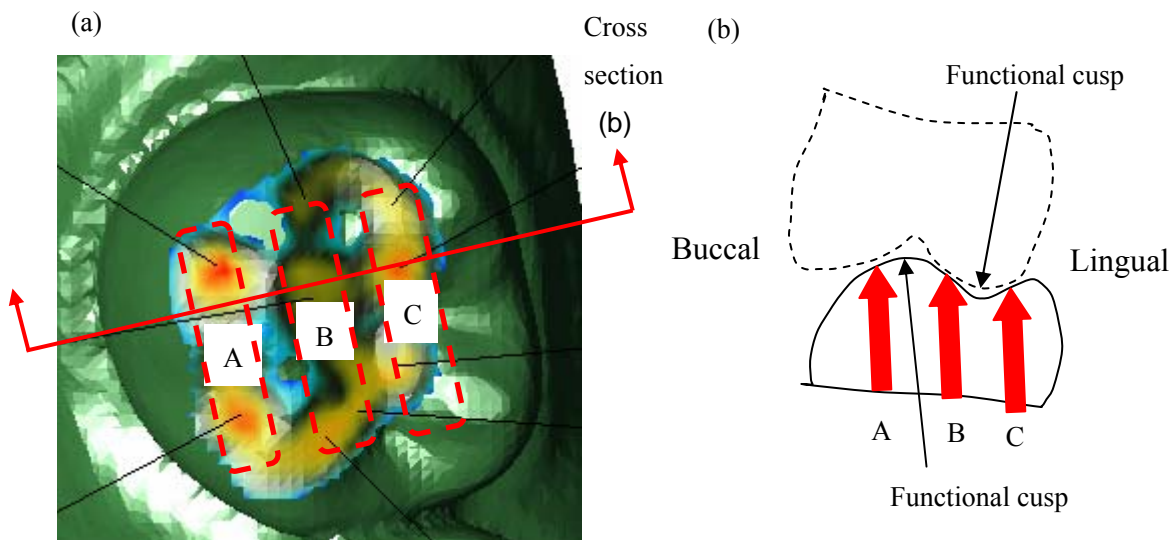 (a)
Cross
section
(b)
A
B
C
(b)
Functional cusp
Buccal
Lingual
A
B
C
Functional cusp